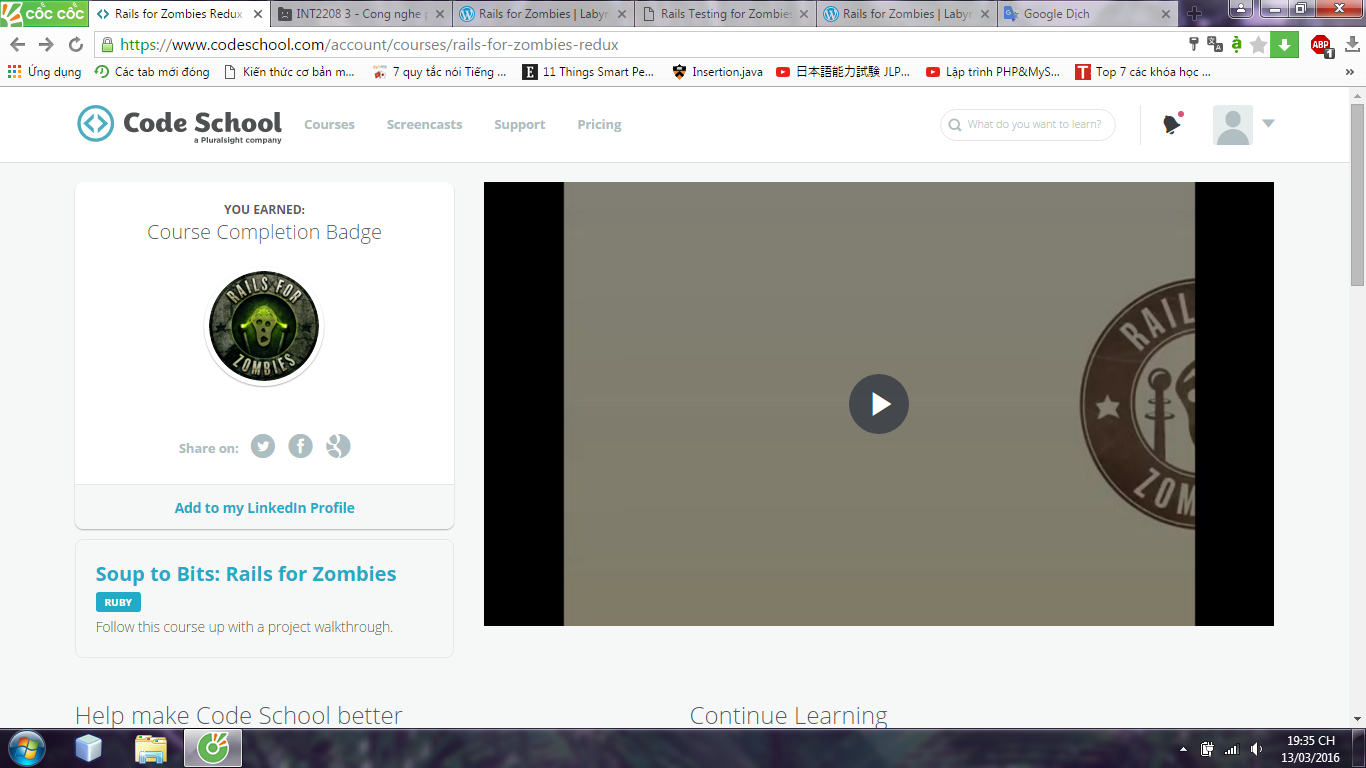 cốc cốc
Rails for Zombies Redux
INT2208 3 - Cong nghe
Rails for Zombies | Laby
Rails Testing for Zombies
Rails for Zombies | Laby
Google Dịch
https://www.codeschool.com/account/courses/rails-for-zombies-redux
ABP
1
Ứng dụng
Các tab mới đóng
Kiến thức cơ bản m...
7 quy tắc nói Tiếng ...
11 Things Smart Pe...
Insertion.java
日本語能力試験 JLP...
Lập trình PHP&MyS...
Top 7 các khóa học ...
Code School
a Pluralsight company
Courses
Screencasts
Support
Pricing
What do you want to learn?
YOU EARNED:
Course Completion Badge
RAILS FOR
ZOMBIES
Share on:
Add to my LinkedIn Profile
Soup to Bits: Rails for Zombies
RUBY
Follow this course up with a project walkthrough.
ZOM
Help make Code School better
Continue Learning
19:35 CH
13/03/2016